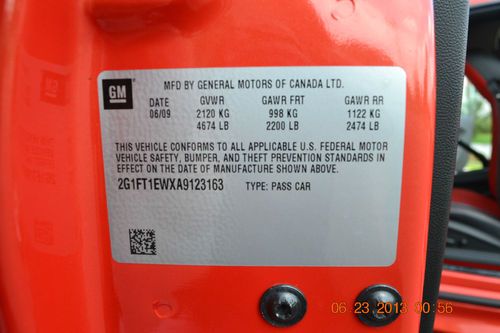 GM
MFD BY GENERAL MOTORS OF CANADA LTD.
DATE GVWR GAWR FRT GAWR RR
06/09 2120 KG 998 KG 1122 KG
4674 LB 2200 LB 2474 LB
THIS VEHICLE CONFORMS TO ALL APPLICABLE U.S. FEDERAL MOTOR
VEHICLE SAFETY, BUMPER, AND THEFT PREVENTION STANDARDS IN
EFFECT ON THE DATE OF MANUFACTURE SHOWN ABOVE.
2G1FT1EWXA9123163 TYPE: PASS CAR
06.23.2013 00:56